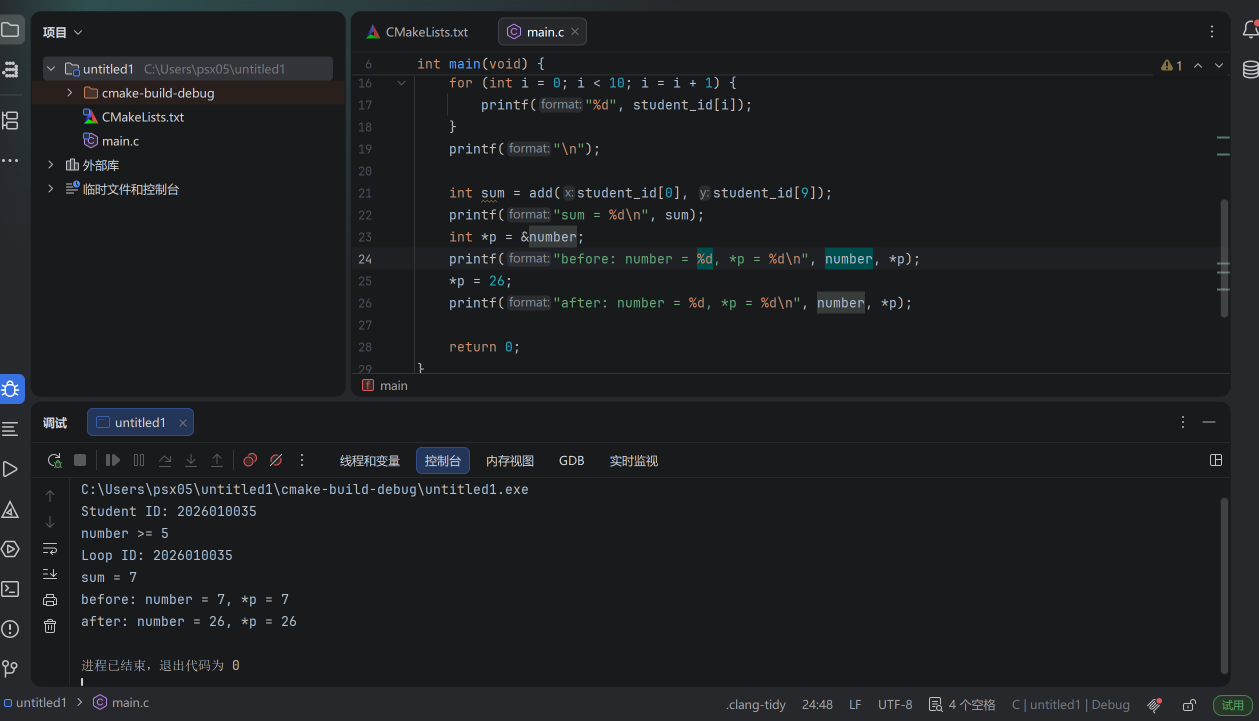 项目
untitled1 C:\Users\psx05\untitled1
cmake-build-debug
CMakeLists.txt
main.c
外部库
临时文件和控制台
CMakeLists.txt main.c
6 int main(void) {
1
16 for (int i = 0; i < 10; i = i + 1) {
17 printf(format:"%d", student_id[i]);
18 }
19 printf(format:"\n");
20
21 int sum = add(x:student_id[0], y:student_id[9]);
22 printf(format:"sum = %d\n", sum);
23 int *p = &number;
24 printf(format:"before: number = %d, *p = %d\n", number, *p);
25 *p = 26;
26 printf(format:"after: number = %d, *p = %d\n", number, *p);
27
28 return 0;
29 }
f main
调试 untitled1
线程和变量 控制台 内存视图 GDB 实时监视
C:\Users\psx05\untitled1\cmake-build-debug\untitled1.exe
Student ID: 2026010035
number >= 5
Loop ID: 2026010035
sum = 7
before: number = 7, *p = 7
after: number = 26, *p = 26
进程已结束，退出代码为 0
untitled1 > main.c .clang-tidy 24:48 LF UTF-8 4 个空格 C | untitled1 | Debug 试用